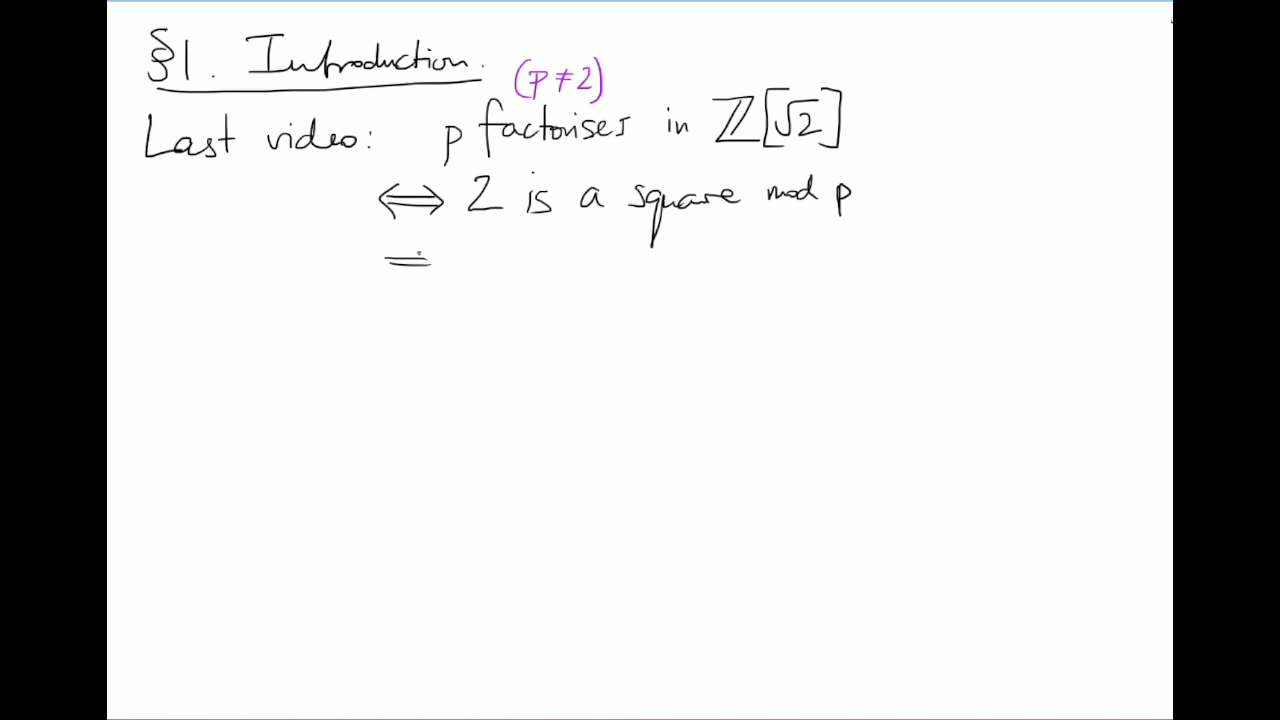 §1. Introduction.
(p≠2)
Last video: p factorises in ℤ[√2]
⟺ 2 is a square mod p
=